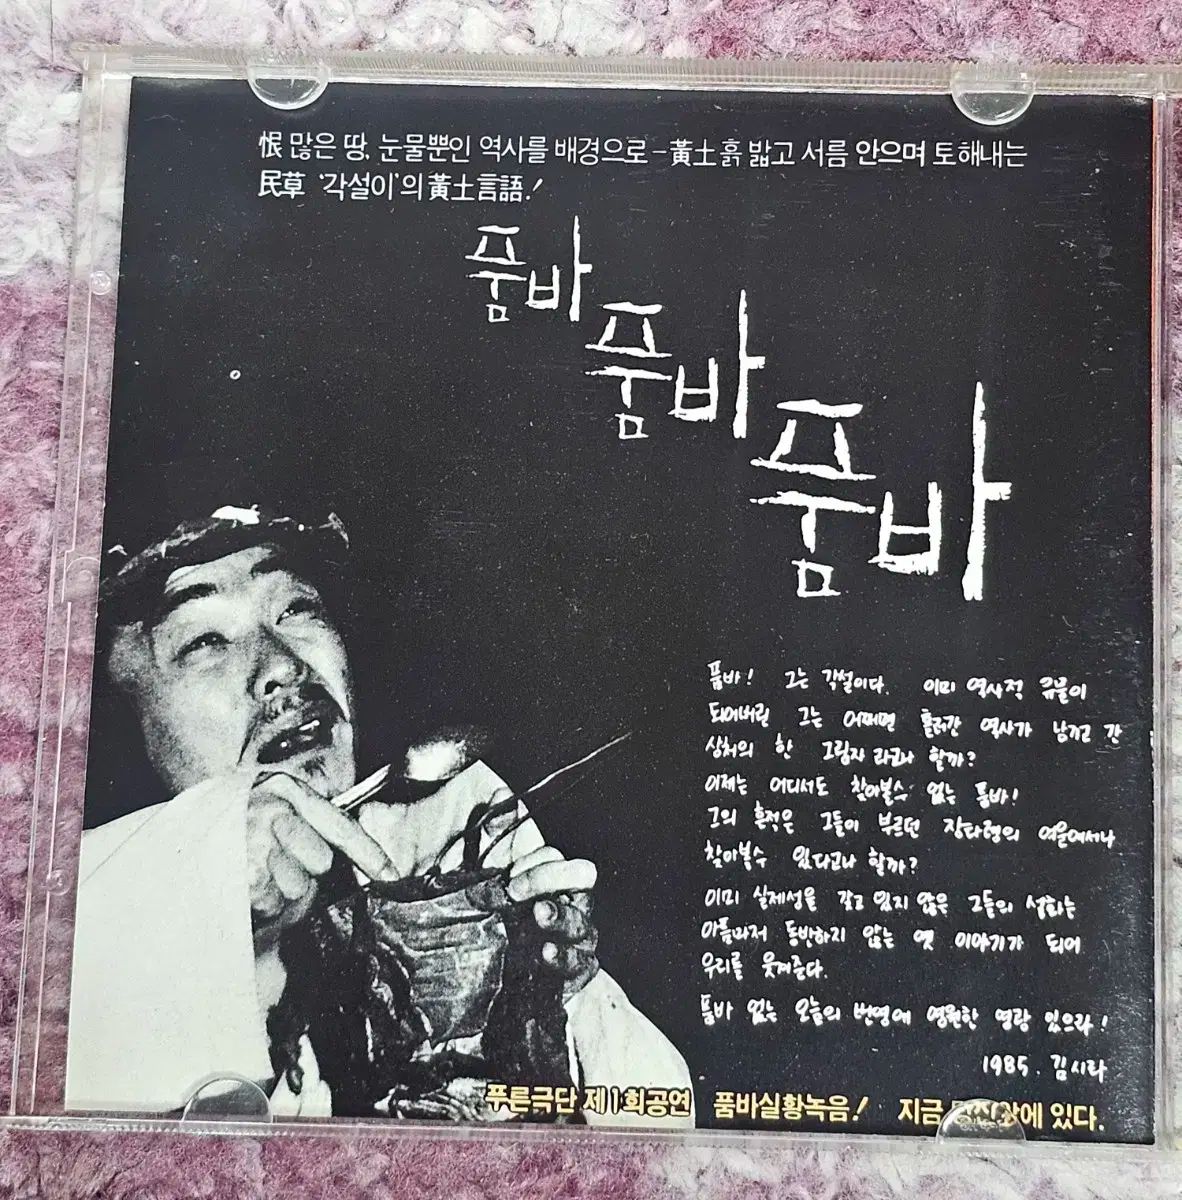 恨 많은 땅, 눈물뿐인 역사를 배경으로 – 黃土 흙 밟고 서름 안으며 토해내는
民草 '각설이'의 黃土言語!
품바
품바
품바
품바! 그는 각설이다. 이미 역사적 유물이
되어버린 그는 어쩌면 흘러간 역사가 남기고 간
상처의 한 그림자 라고나 할까?
이제는 어디서도 찾아볼수 없는 품바!
그의 흔적은 그들이 부르던 장타령의 여울에서나
찾아볼수 있다고나 할까?
이미 실제성을 갖고 있지 않은 그들의 성하는
아픔마저 동반하지 않는 옛 이야기가 되어
우리를 웃겨준다.
품바 없는 오늘의 번영에 영원한 영광 있으라!
1985. 김시라
푸른극단 제1회공연 품바실황녹음! 지금 에 있다.